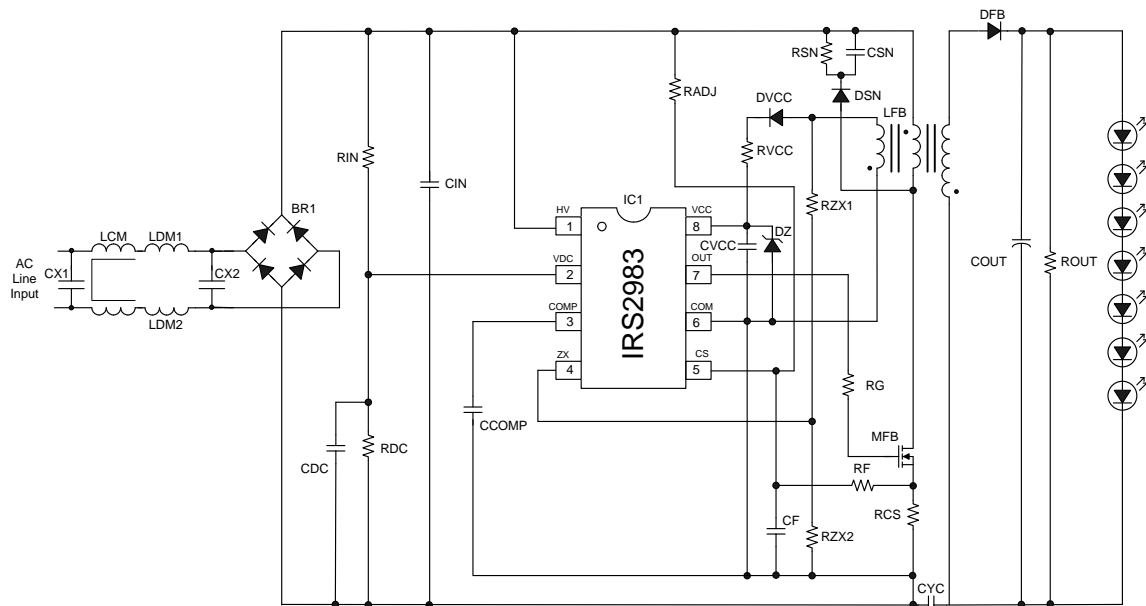 DFB
RSN
CSN
RADJ
DVCC
DSN
LFB
RIN
RVCC
CIN
IC1
RZX1
BR1
HV
VCC
1
8
LCM
LDM1
CVCC
DZ
AC
Line
Input
CX1
CX2
VDC
OUT
2
7
COUT
ROUT
COMP
COM
3
6
LDM2
IRS2983
ZX
CS
4
5
RG
CCOMP
MFB
RDC
CDC
RF
RCS
CF
RZX2
CYC